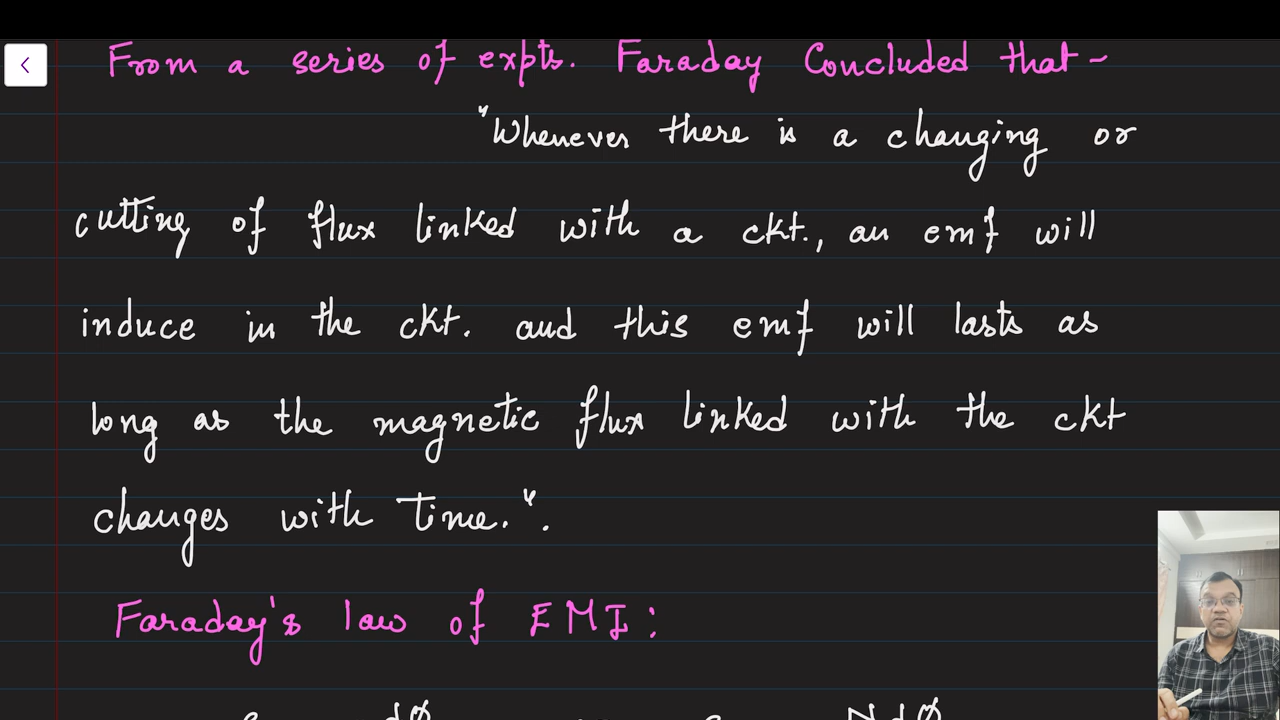 From a series of expts. Faraday Concluded that -
"Whenever there is a changing or
cutting of flux linked with a ckt., an emf will
induce in the ckt. and this emf will lasts as
long as the magnetic flux linked with the ckt
changes with time.".
Faraday's law of EMI:
dφ Ndφ